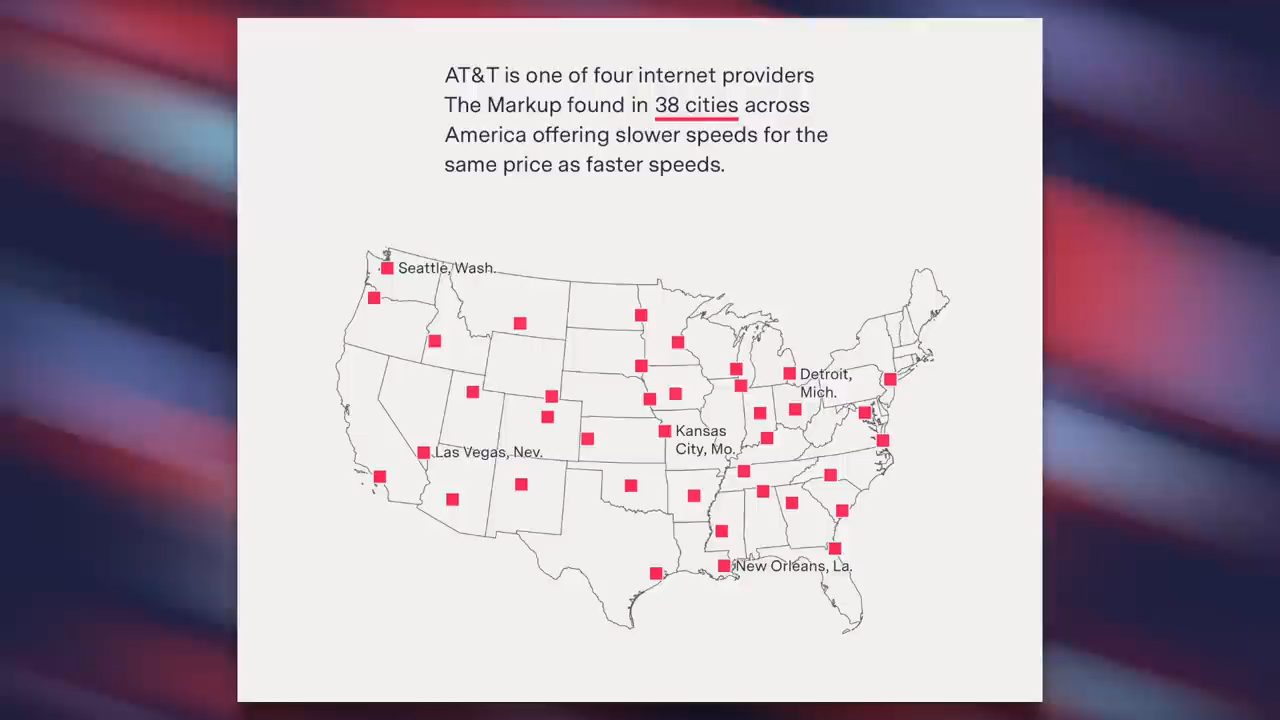 AT&T is one of four internet providers
The Markup found in 38 cities across
America offering slower speeds for the
same price as faster speeds.
Seattle, Wash.
Detroit,
Mich.
Kansas
City, Mo.
Las Vegas, Nev.
New Orleans, La.